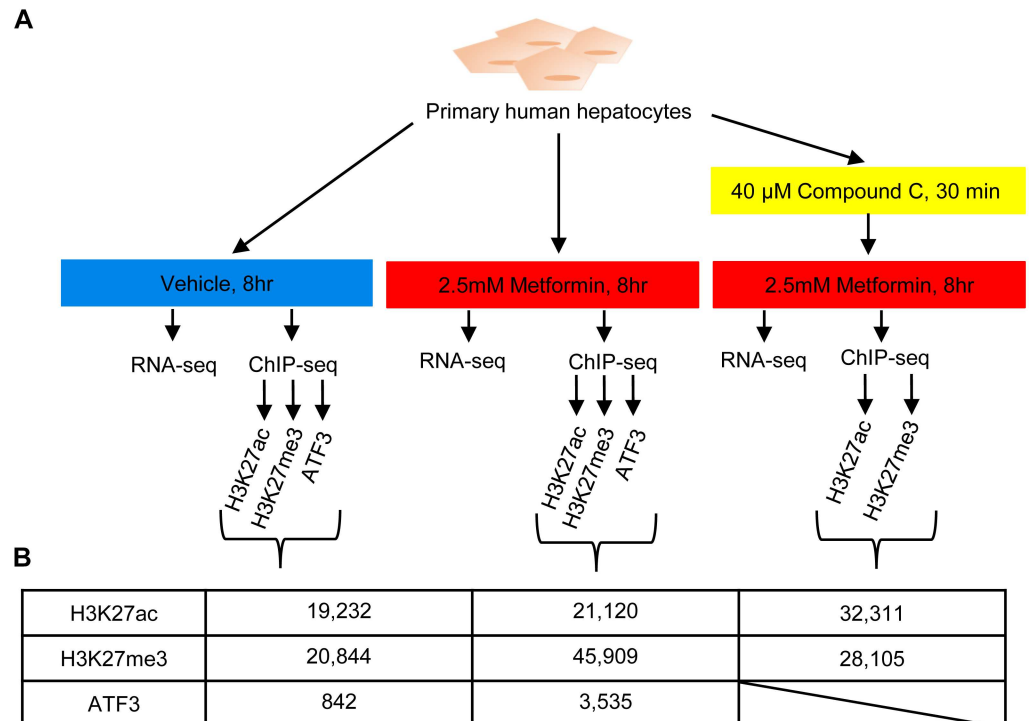 A
Primary human hepatocytes
40 µM Compound C, 30 min
Vehicle, 8hr
2.5mM Metformin, 8hr
2.5mM Metformin, 8hr
RNA-seq
ChIP-seq
RNA-seq
ChIP-seq
RNA-seq
ChIP-seq
H3K27ac
H3K27me3
ATF3
H3K27ac
H3K27me3
ATF3
H3K27ac
H3K27me3
B
H3K27ac 19,232 21,120 32,311
H3K27me3 20,844 45,909 28,105
ATF3 842 3,535